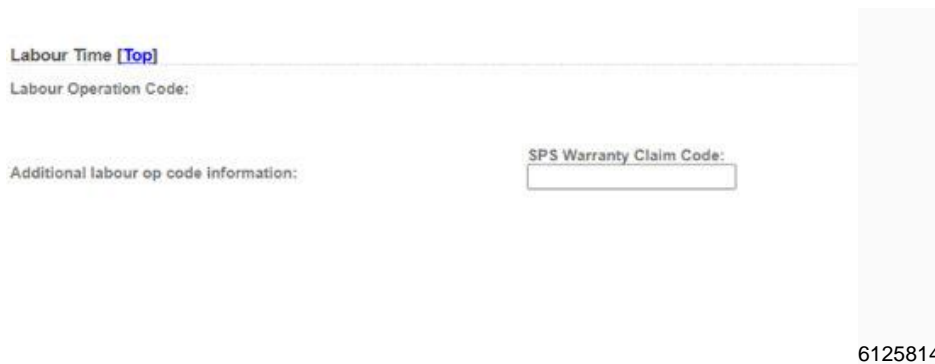 Labour Time [Top]
Labour Operation Code:
SPS Warranty Claim Code:
Additional labour op code information:
6125814